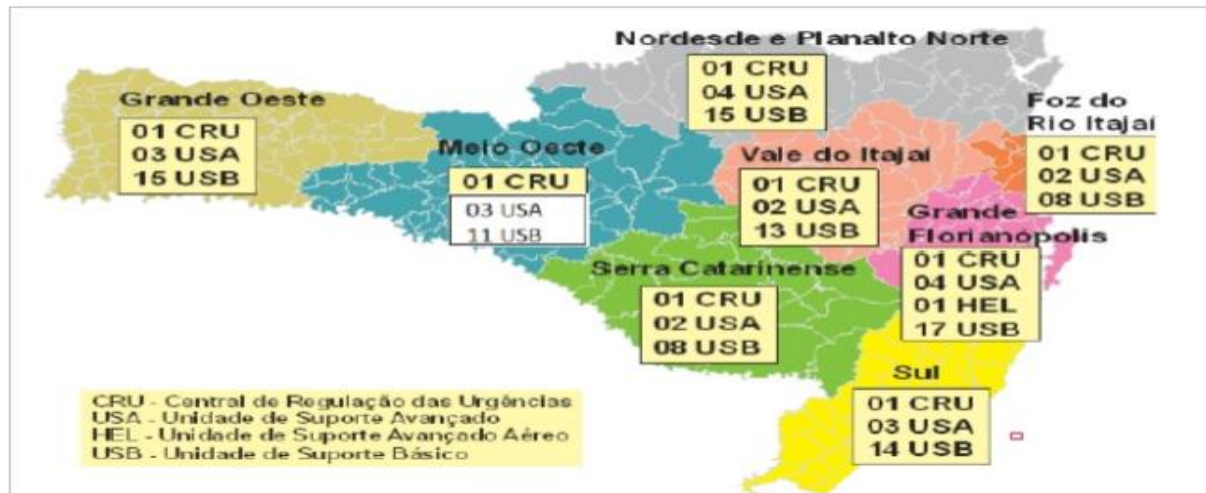 Nordesde e Planalto Norte
01 CRU
04 USA
15 USB
Grande Oeste
01 CRU
03 USA
15 USB
Meio Oeste
01 CRU
03 USA
11 USB
Vale do Itajaí
01 CRU
02 USA
13 USB
Foz do
Rio Itajaí
01 CRU
02 USA
08 USB
Grande
Florianópolis
01 CRU
04 USA
01 HEL
17 USB
Serra Catarinense
01 CRU
02 USA
08 USB
Sul
01 CRU
03 USA
14 USB
CRU - Central de Regulação das Urgências
USA - Unidade de Suporte Avançado
HEL - Unidade de Suporte Avançado Aéreo
USB - Unidade de Suporte Básico